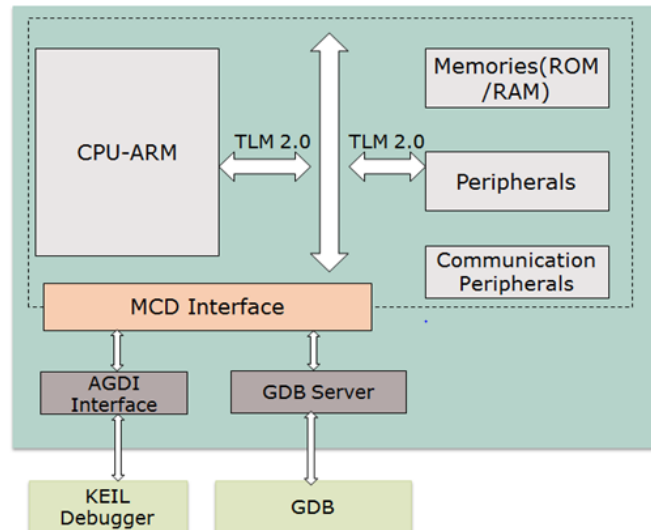 CPU-ARM
TLM 2.0
TLM 2.0
Memories(ROM
/RAM)
Peripherals
Communication
Peripherals
MCD Interface
AGDI
Interface
GDB Server
KEIL
Debugger
GDB